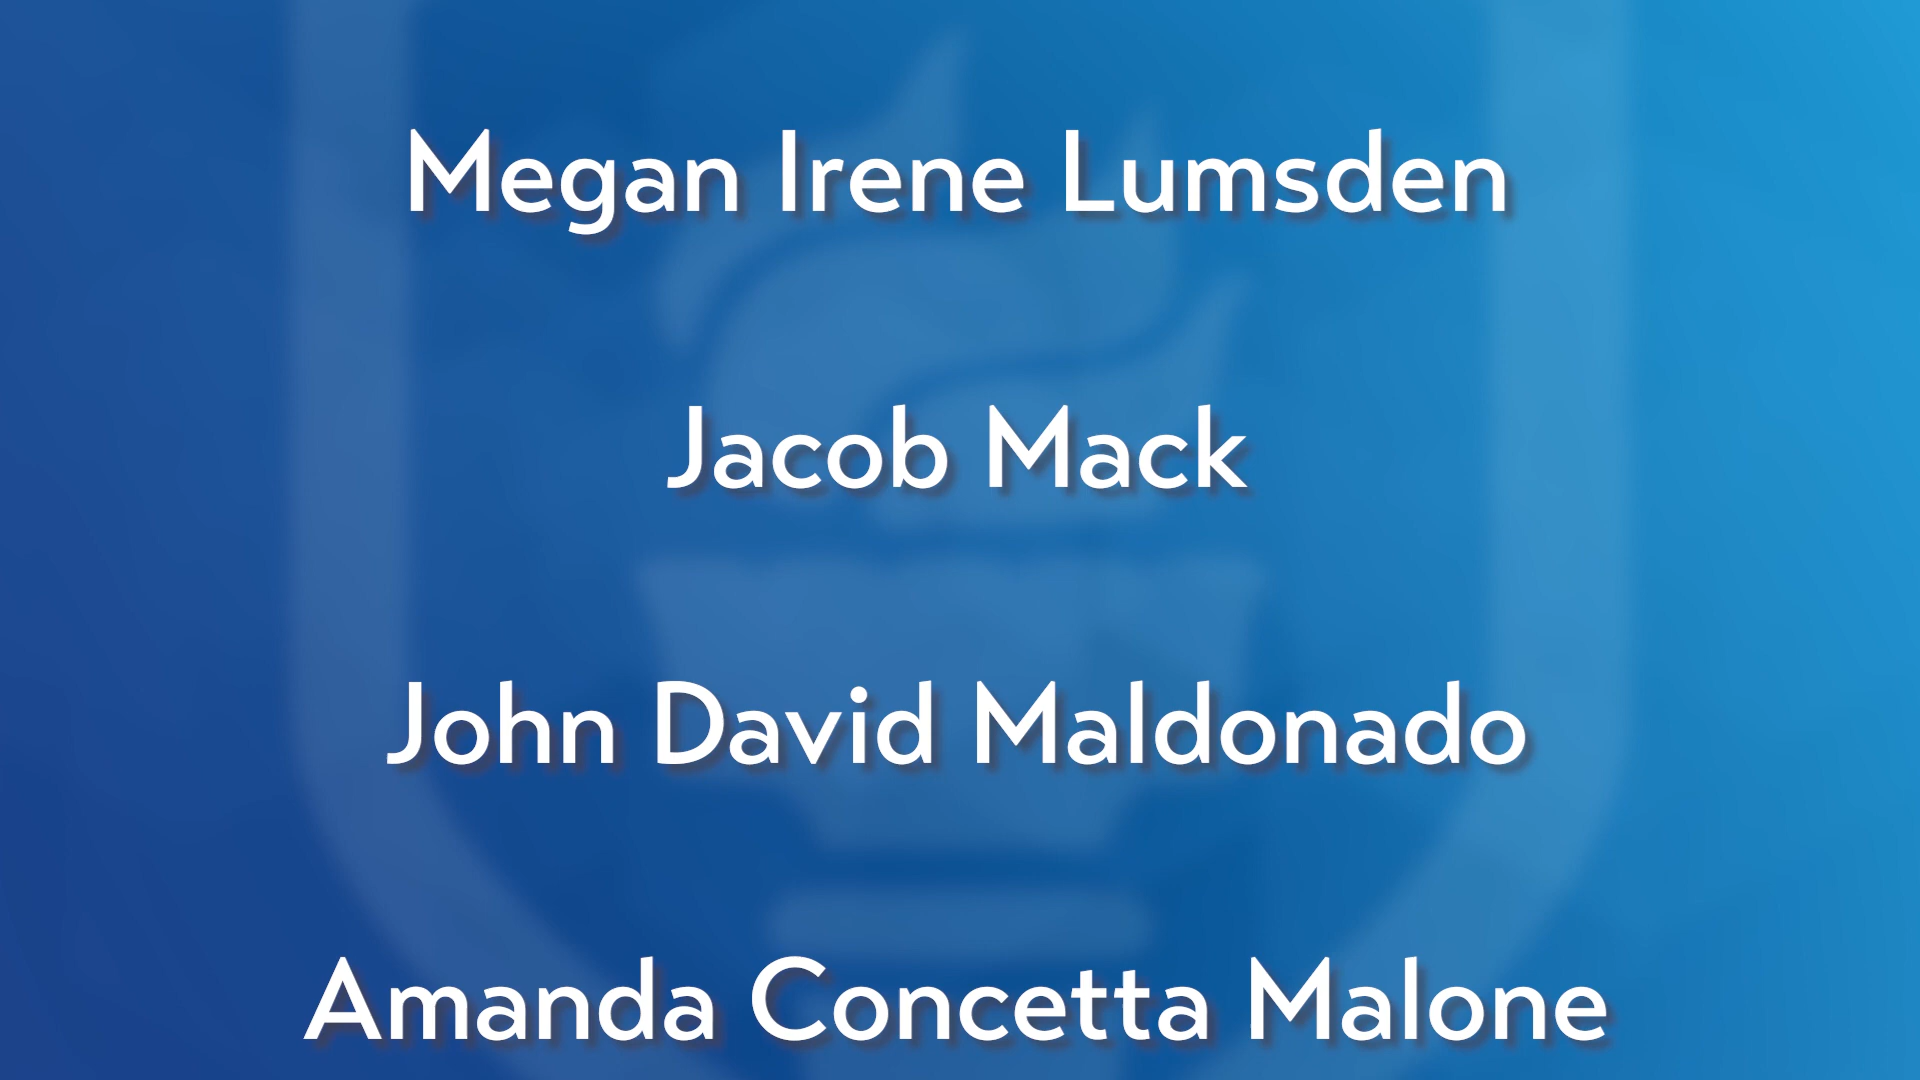 Megan Irene Lumsden
Jacob Mack
John David Maldonado
Amanda Concetta Malone